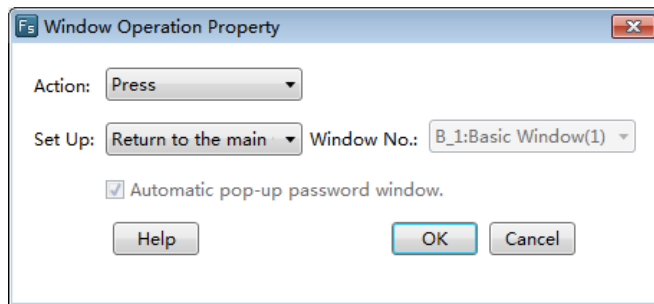 Fs Window Operation Property
Action: Press
Set Up: Return to the main Window No.: B_1:Basic Window(1)
Automatic pop-up password window.
Help OK Cancel